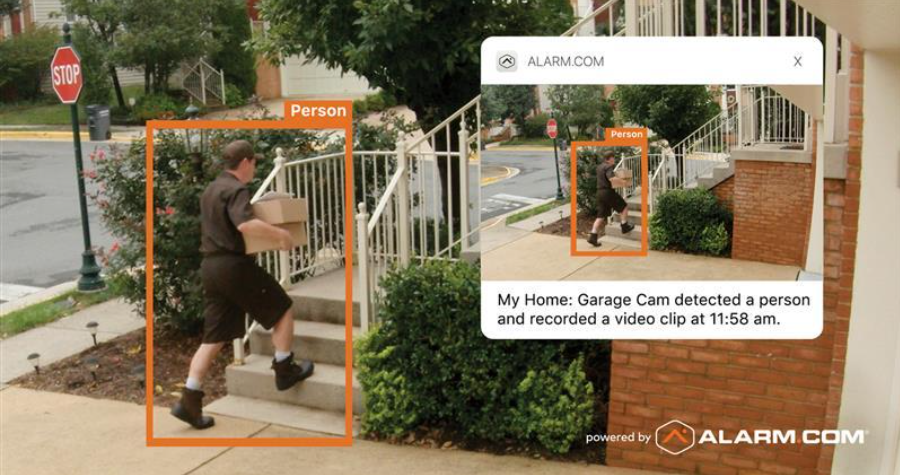 STOP
Person
ALARM.COM X
Person
My Home: Garage Cam detected a person
and recorded a video clip at 11:58 am.
powered by ALARM.COM